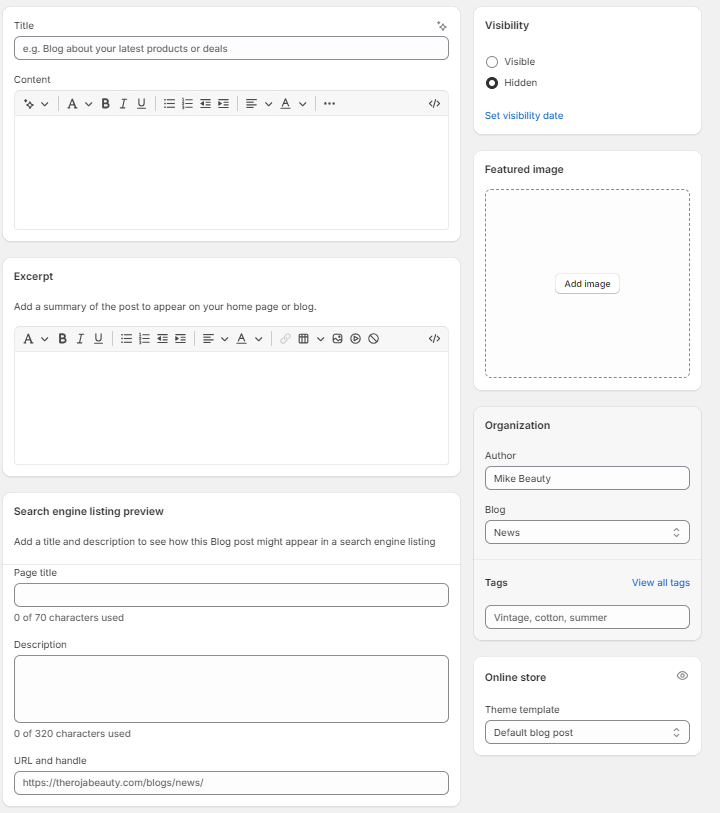 Title
e.g. Blog about your latest products or deals
Content
A B I U A
Excerpt
Add a summary of the post to appear on your home page or blog.
A B I U A
Search engine listing preview
Add a title and description to see how this Blog post might appear in a search engine listing
Page title
0 of 70 characters used
Description
0 of 320 characters used
URL and handle
https://therojabeauty.com/blogs/news/
Visibility
Visible
Hidden
Set visibility date
Featured image
Add image
Organization
Author
Mike Beauty
Blog
News
Tags View all tags
Vintage, cotton, summer
Online store
Theme template
Default blog post